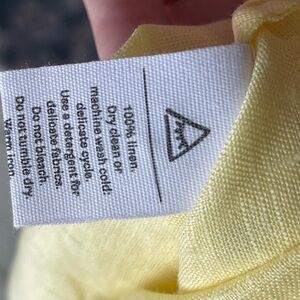 100% linen.
Dry clean or
machine wash cold:
delicate cycle.
Use a detergent for
delicate fabrics.
Do not bleach.
Do not tumble dry.
Warm iron.